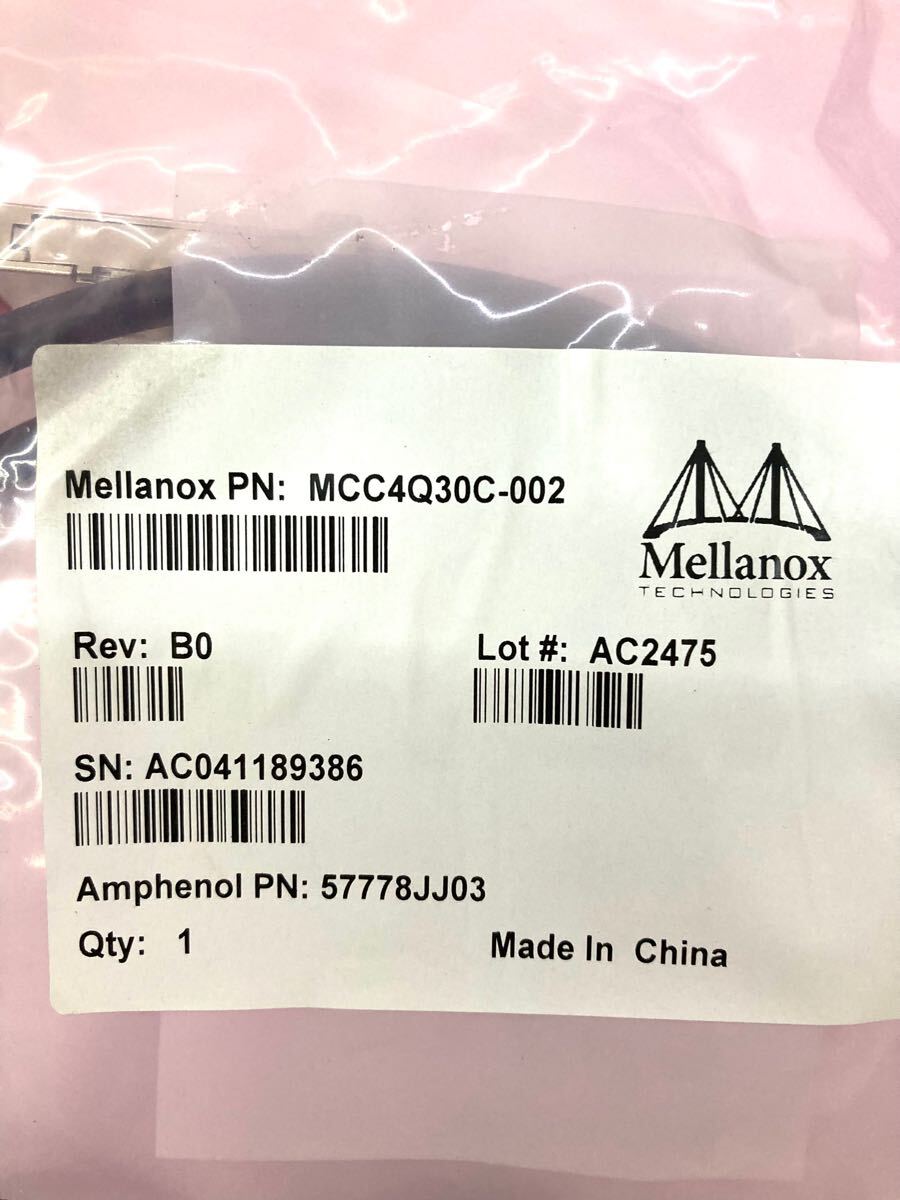 Mellanox PN: MCC4Q30C-002
Mellanox
TECHNOLOGIES
Rev: B0
Lot #: AC2475
SN: AC041189386
Amphenol PN: 57778JJ03
Qty: 1
Made In China